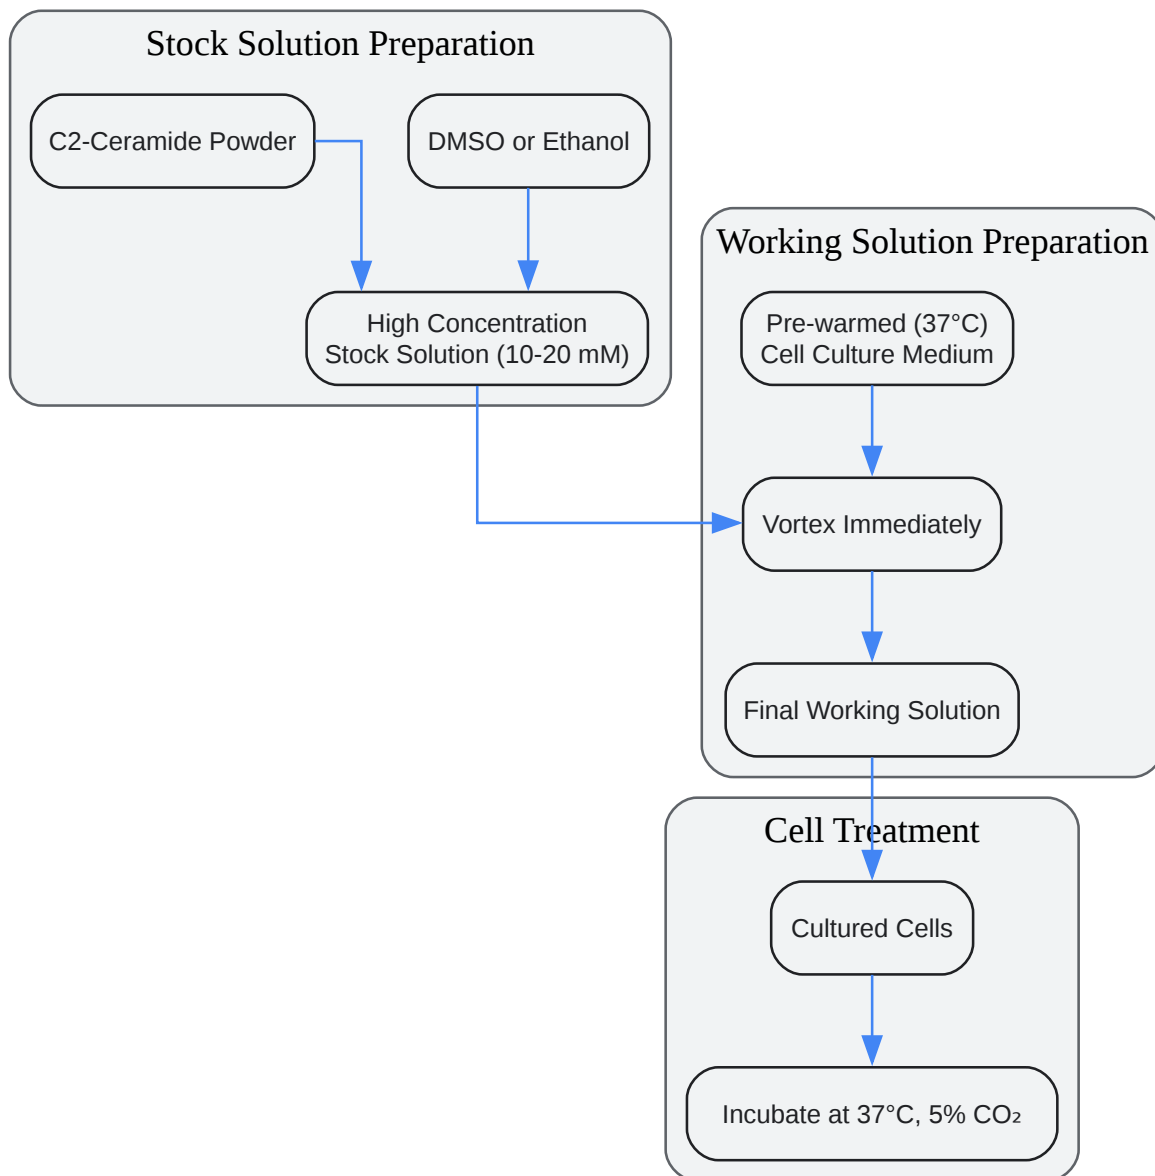 Stock Solution Preparation
C2-Ceramide Powder
DMSO or Ethanol
High Concentration
Stock Solution (10-20 mM)
Working Solution Preparation
Pre-warmed (37°C)
Cell Culture Medium
Vortex Immediately
Final Working Solution
Cell Treatment
Cultured Cells
Incubate at 37°C, 5% CO₂